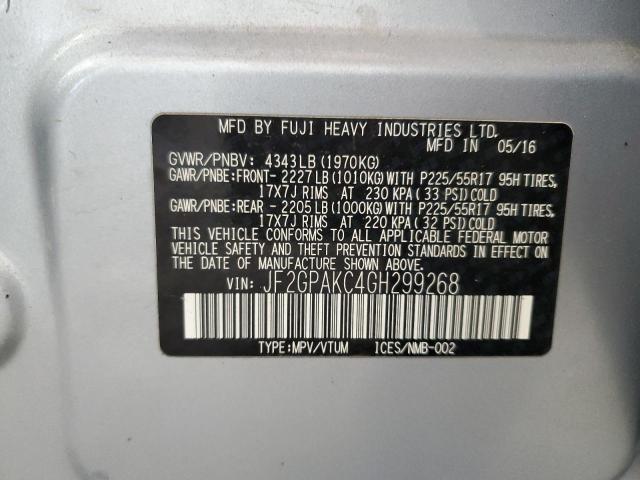 MFD BY FUJI HEAVY INDUSTRIES LTD.
MFD IN 05/16
GVWR/PNBV: 4343LB(1970KG)
GAWR/PNBE:FRONT- 2227LB(1010KG)WITH P225/55R17 95H TIRES,
17X7J RIMS AT 230 KPA(33 PSI)COLD
GAWR/PNBE:REAR - 2205LB(1000KG)WITH P225/55R17 95H TIRES,
17X7J RIMS AT 220 KPA(32 PSI)COLD
THIS VEHICLE CONFORMS TO ALL APPLICABLE FEDERAL MOTOR
VEHICLE SAFETY AND THEFT PREVENTION STANDARDS IN EFFECT
ON THE DATE OF MANUFACTURE SHOWN ABOVE.
VIN: JF2GPAKC4GH299268
TYPE:MPV/VTUM ICES/NMB-002